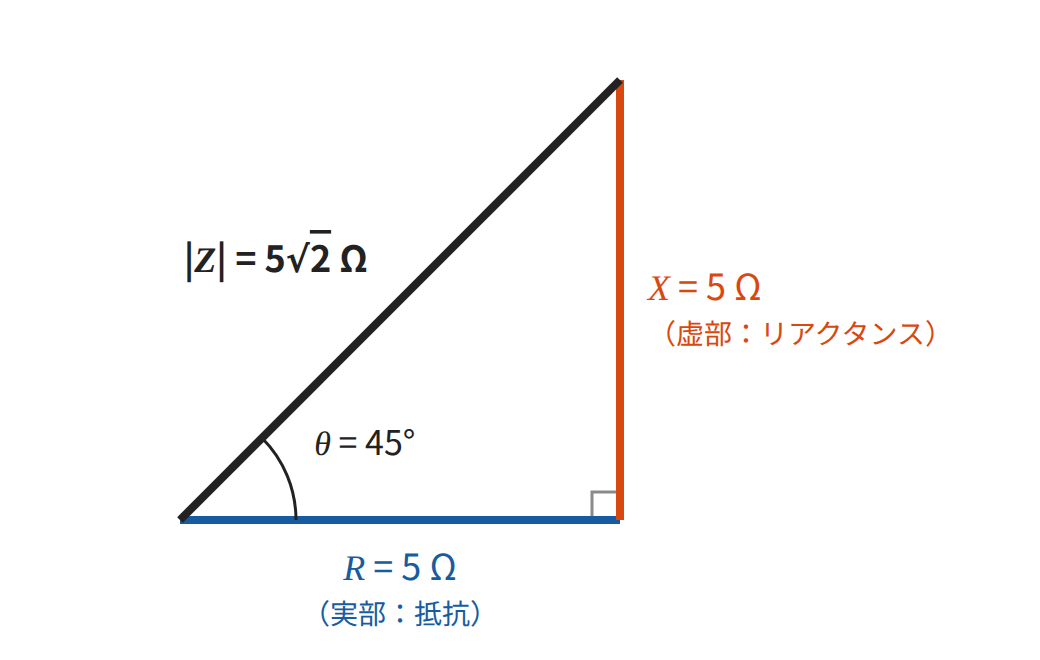 |Z| = 5√2 Ω
X = 5 Ω
（虚部：リアクタンス）
θ = 45°
R = 5 Ω
（実部：抵抗）